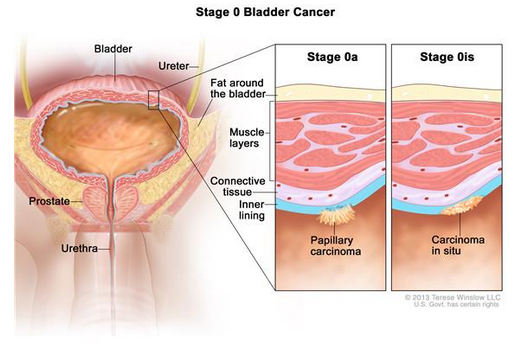 Stage 0 Bladder Cancer
Bladder
Ureter
Fat around
the bladder
Muscle
layers
Connective
tissue
Inner
lining
Prostate
Urethra
Stage 0a
Papillary
carcinoma
Stage 0is
Carcinoma
in situ
© 2013 Terese Winslow LLC
U.S. Govt. has certain rights